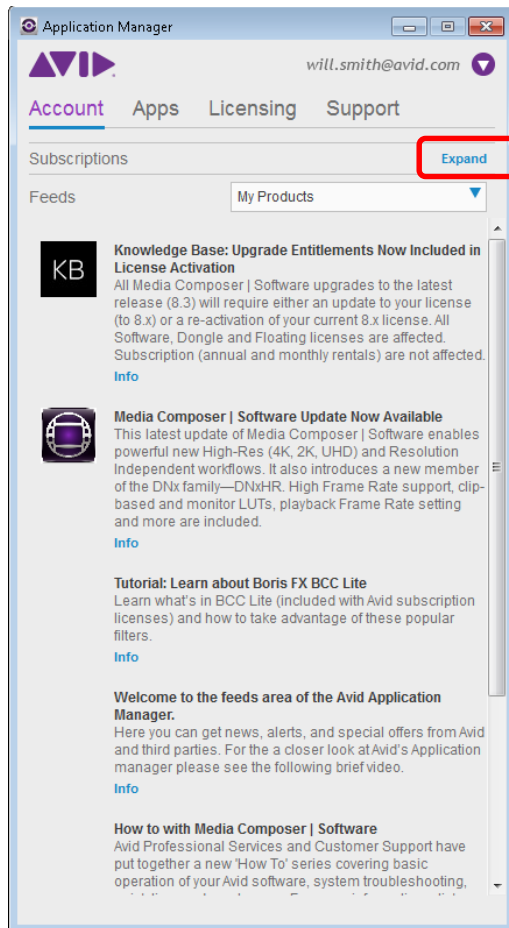 Application Manager
AVID
will.smith@avid.com
Account Apps Licensing Support
Subscriptions Expand
Feeds My Products
KB
Knowledge Base: Upgrade Entitlements Now Included in
License Activation
All Media Composer | Software upgrades to the latest
release (8.3) will require either an update to your license
(to 8.x) or a re-activation of your current 8.x license. All
Software, Dongle and Floating licenses are affected.
Subscription (annual and monthly rentals) are not affected.
Info
Media Composer | Software Update Now Available
This latest update of Media Composer | Software enables
powerful new High-Res (4K, 2K, UHD) and Resolution
Independent workflows. It also introduces a new member
of the DNx family—DNxHR. High Frame Rate support, clip-
based and monitor LUTs, playback Frame Rate setting
and more are included.
Info
Tutorial: Learn about Boris FX BCC Lite
Learn what's in BCC Lite (included with Avid subscription
licenses) and how to take advantage of these popular
filters.
Info
Welcome to the feeds area of the Avid Application
Manager.
Here you can get news, alerts, and special offers from Avid
and third parties. For the a closer look at Avid's Application
manager please see the following brief video.
Info
How to with Media Composer | Software
Avid Professional Services and Customer Support have
put together a new 'How To' series covering basic
operation of your Avid software, system troubleshooting,